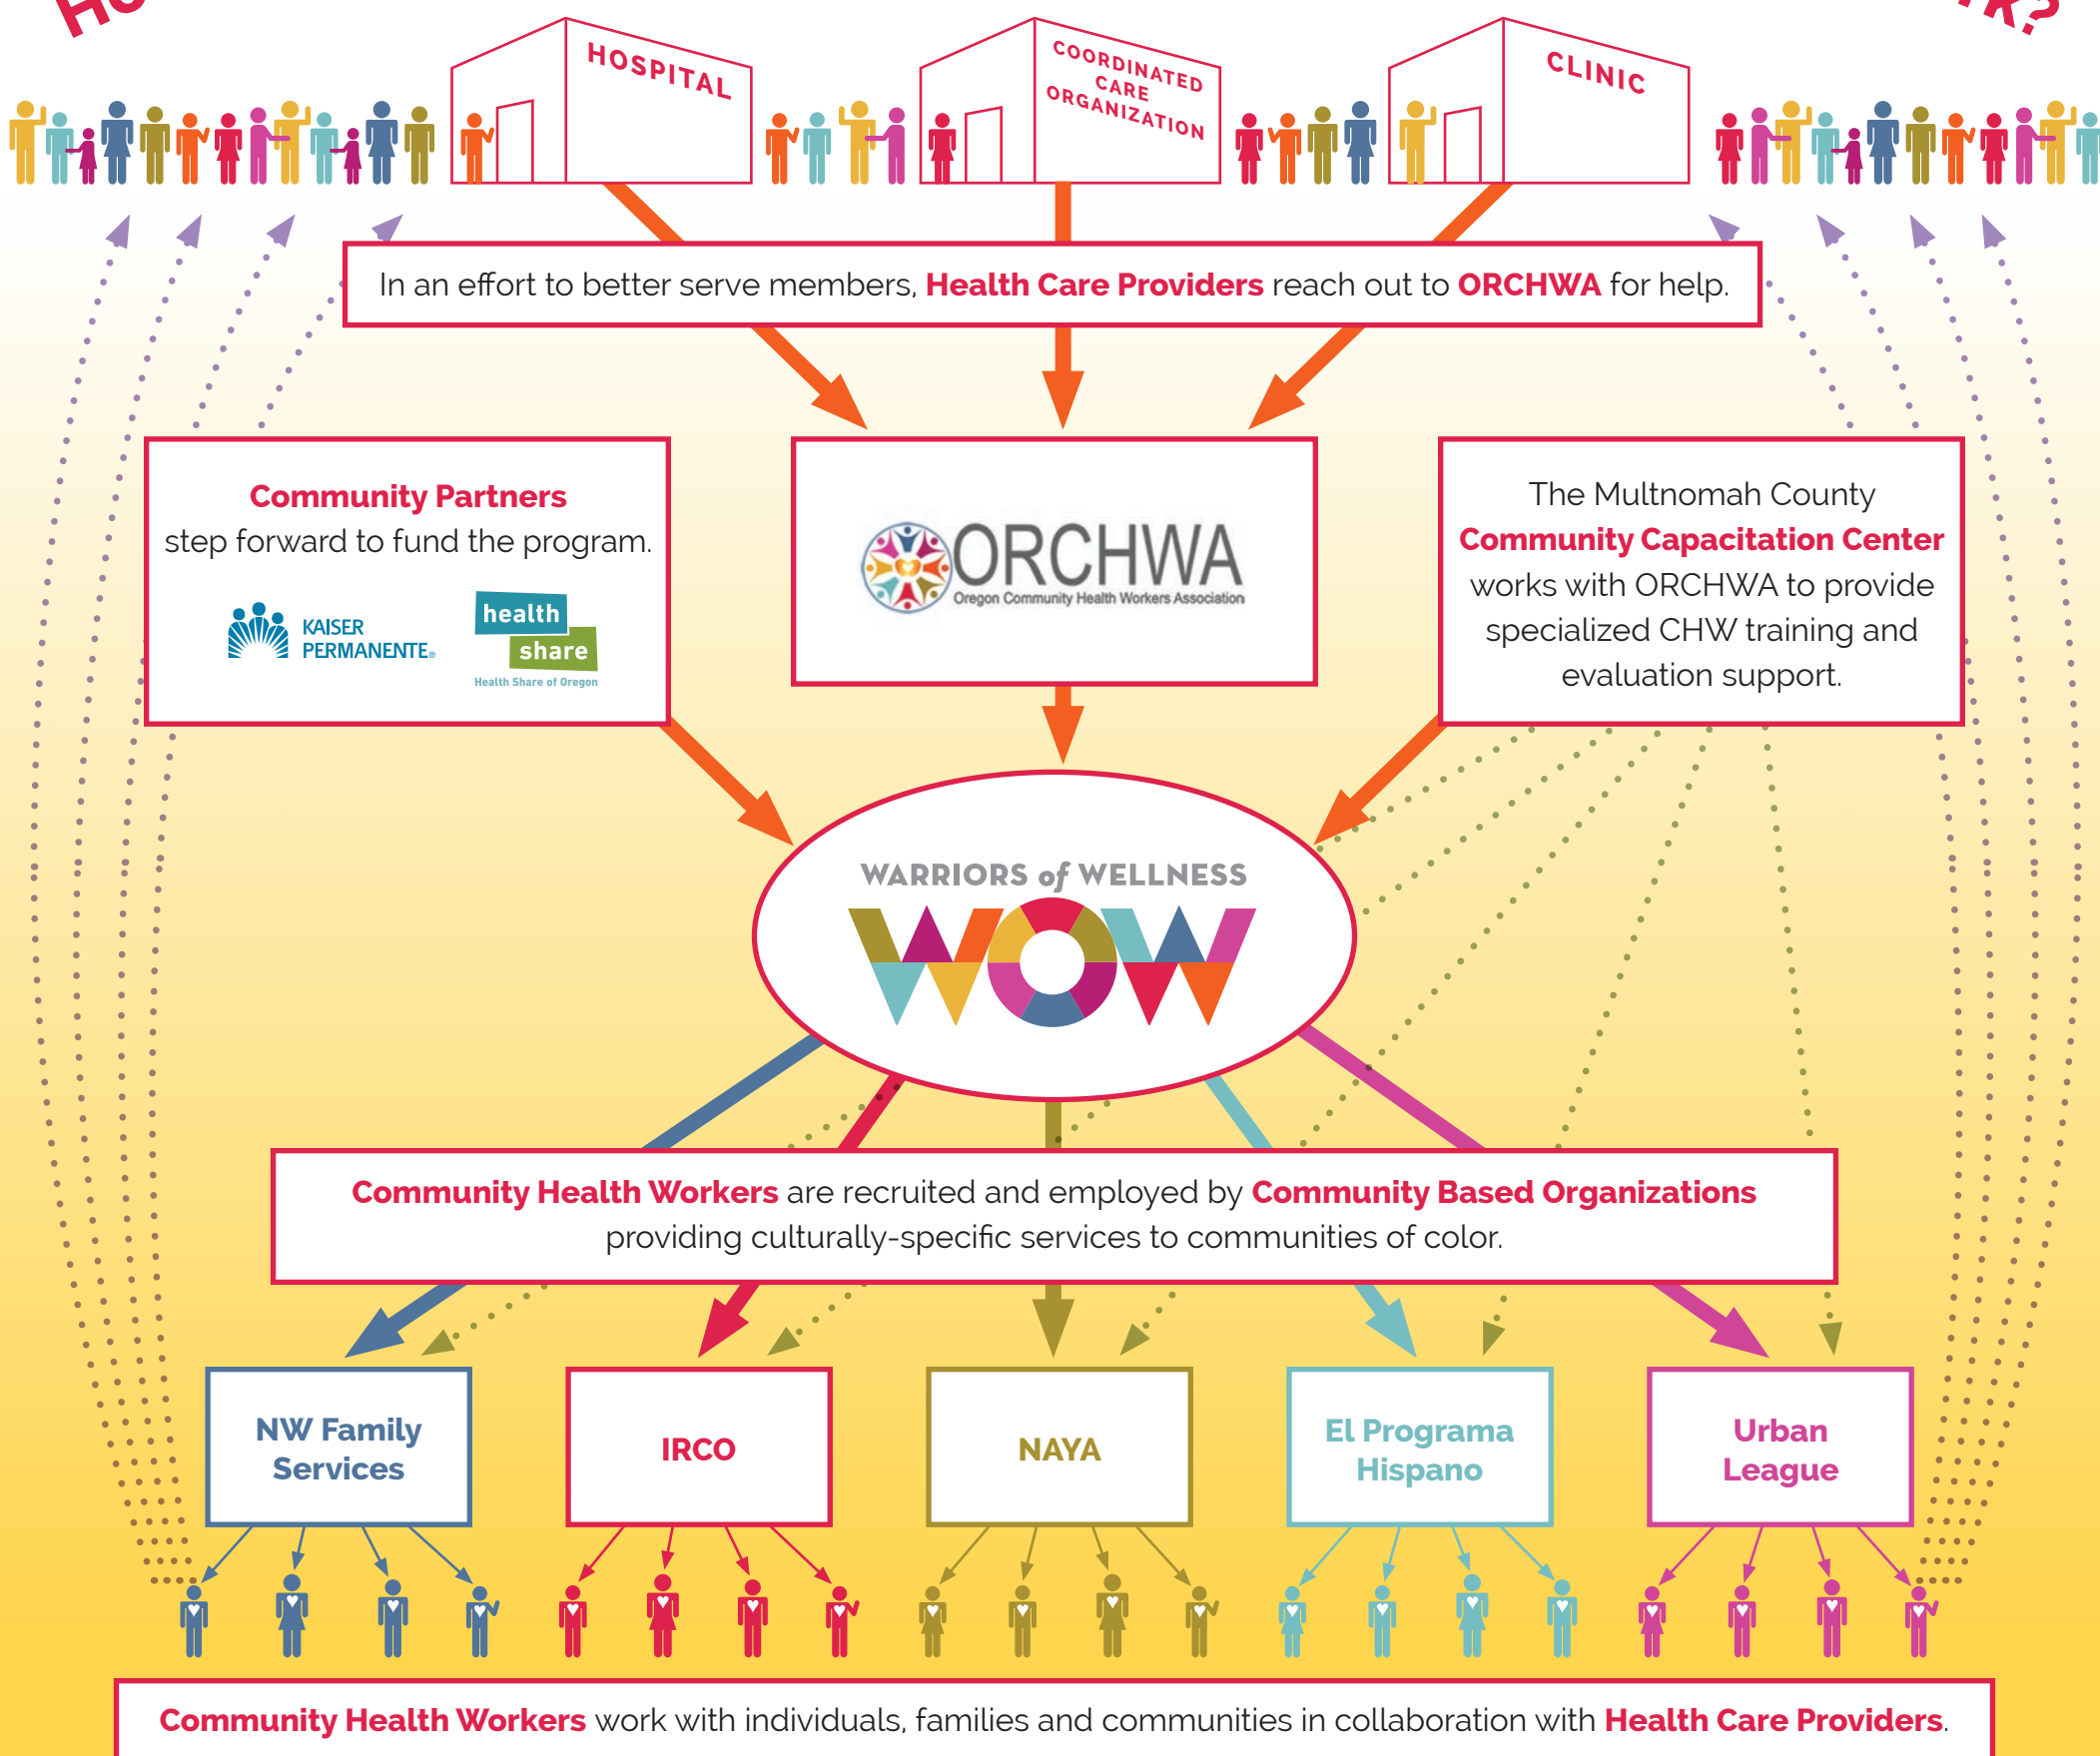 HOSPITAL
COORDINATED
CARE
ORGANIZATION
CLINIC
In an effort to better serve members, Health Care Providers reach out to ORCHWA for help.
Community Partners
step forward to fund the program.
KAISER
PERMANENTE®
health
share
Health Share of Oregon
ORCHWA
Oregon Community Health Workers Association
The Multnomah County
Community Capacitation Center
works with ORCHWA to provide
specialized CHW training and
evaluation support.
WARRIORS of WELLNESS
WOW
Community Health Workers are recruited and employed by Community Based Organizations
providing culturally-specific services to communities of color.
NW Family
Services
IRCO
NAYA
El Programa
Hispano
Urban
League
Community Health Workers work with individuals, families and communities in collaboration with Health Care Providers.